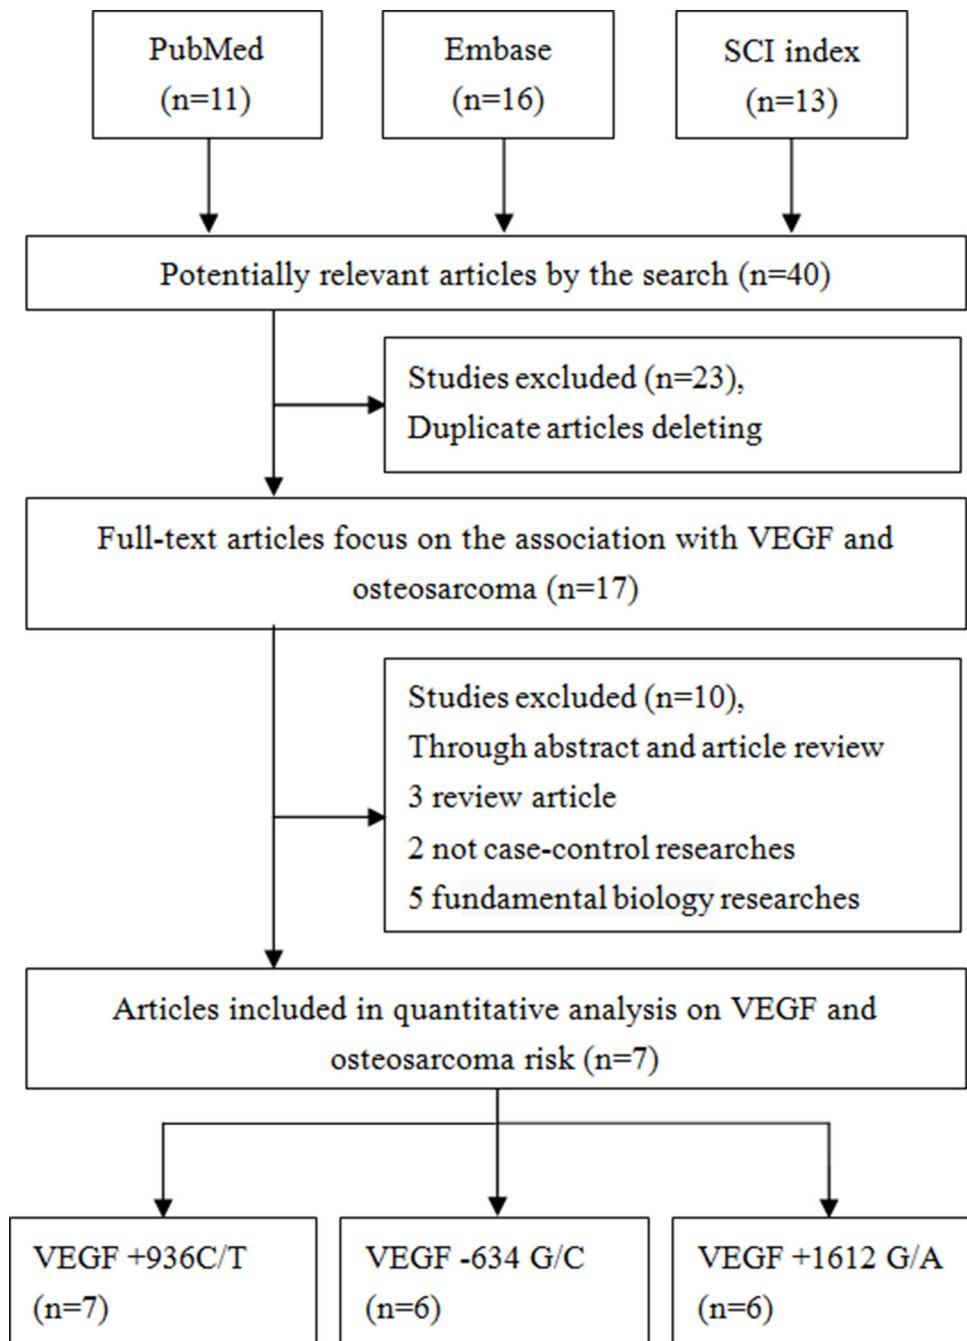 PubMed
(n=11)
Embase
(n=16)
SCI index
(n=13)
Potentially relevant articles by the search (n=40)
Studies excluded (n=23),
Duplicate articles deleting
Full-text articles focus on the association with VEGF and
osteosarcoma (n=17)
Studies excluded (n=10),
Through abstract and article review
3 review article
2 not case-control researches
5 fundamental biology researches
Articles included in quantitative analysis on VEGF and
osteosarcoma risk (n=7)
VEGF +936C/T
(n=7)
VEGF -634 G/C
(n=6)
VEGF +1612 G/A
(n=6)